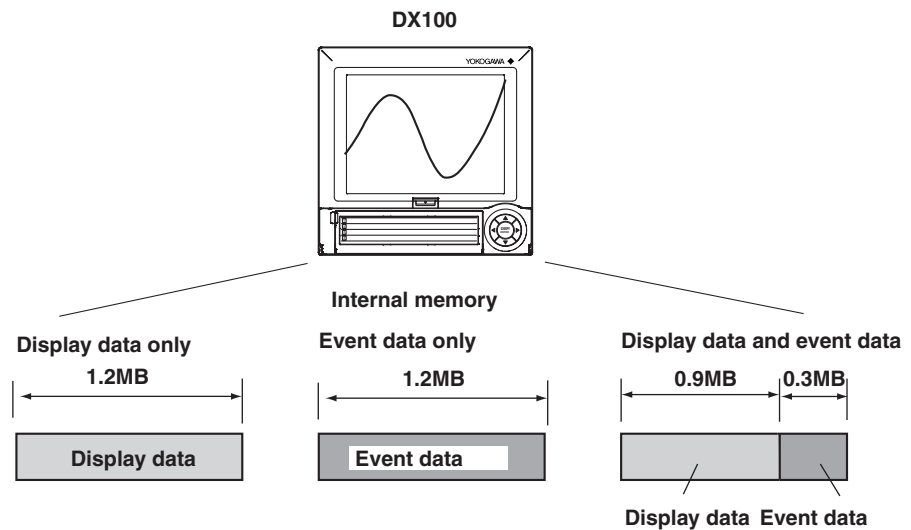 DX100
YOKOGAWA
Internal memory
Display data only
1.2MB
Display data
Event data only
1.2MB
Event data
Display data and event data
0.9MB 0.3MB
Display data Event data